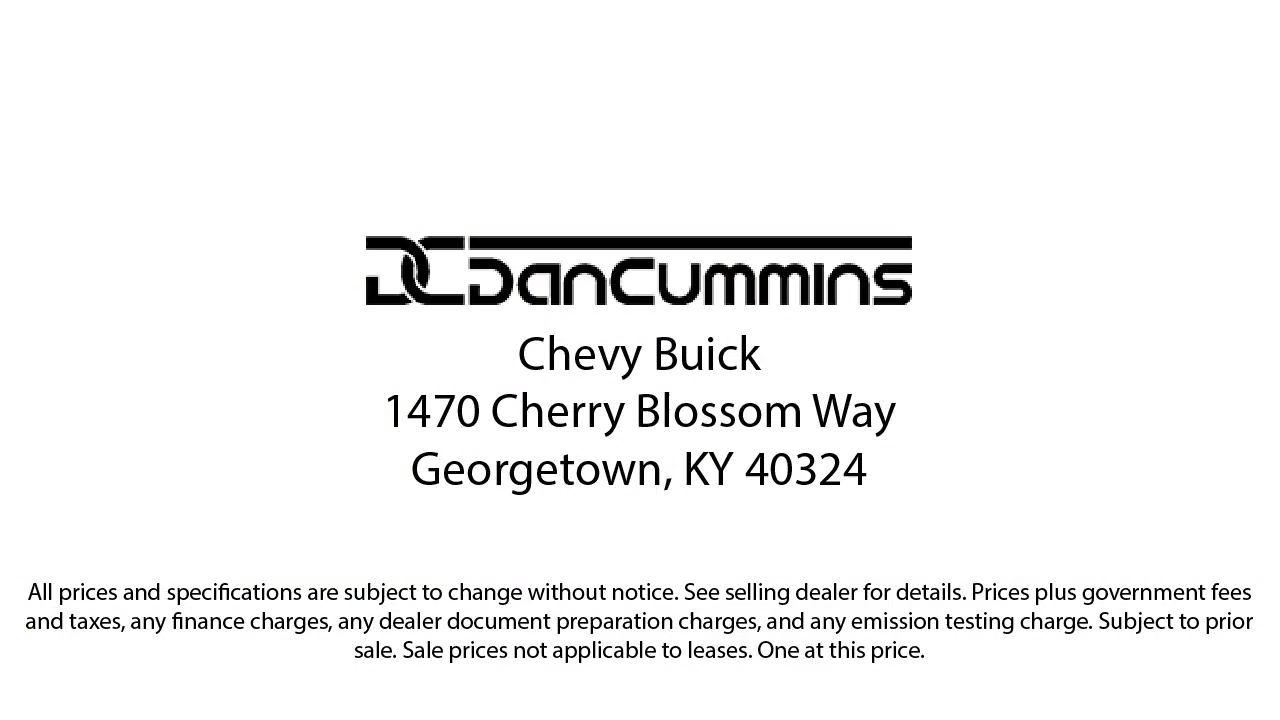 DC DanCummins
Chevy Buick
1470 Cherry Blossom Way
Georgetown, KY 40324
All prices and specifications are subject to change without notice. See selling dealer for details. Prices plus government fees
and taxes, any finance charges, any dealer document preparation charges, and any emission testing charge. Subject to prior
sale. Sale prices not applicable to leases. One at this price.